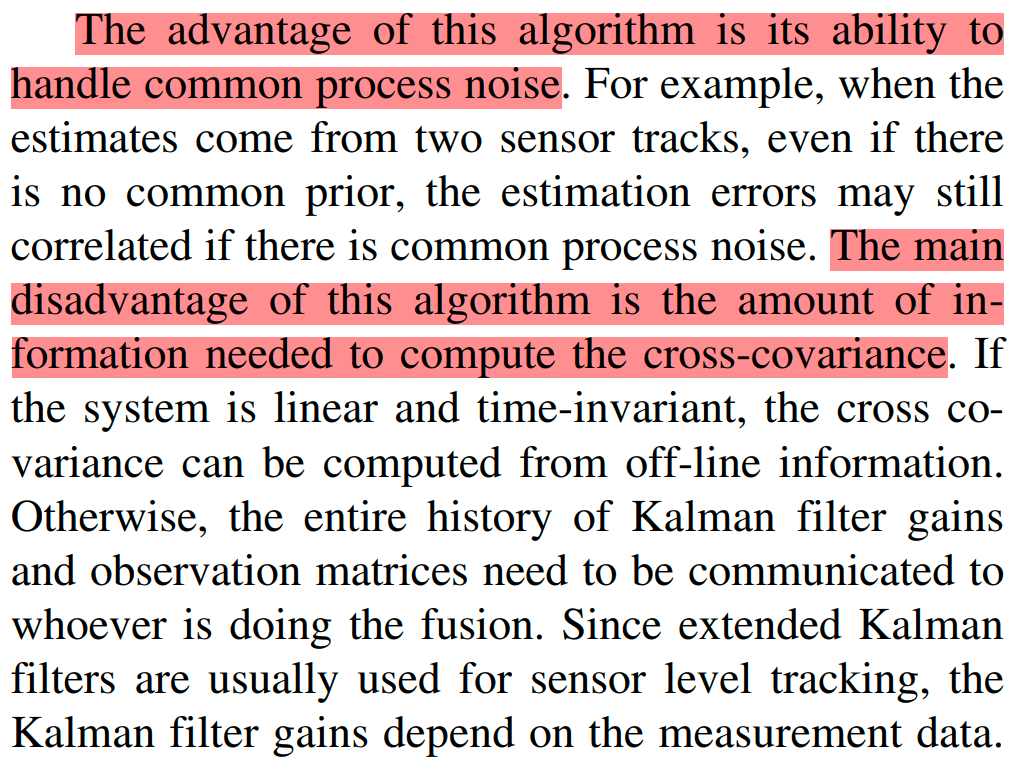 The advantage of this algorithm is its ability to
handle common process noise. For example, when the
estimates come from two sensor tracks, even if there
is no common prior, the estimation errors may still
correlated if there is common process noise. The main
disadvantage of this algorithm is the amount of in-
formation needed to compute the cross-covariance. If
the system is linear and time-invariant, the cross co-
variance can be computed from off-line information.
Otherwise, the entire history of Kalman filter gains
and observation matrices need to be communicated to
whoever is doing the fusion. Since extended Kalman
filters are usually used for sensor level tracking, the
Kalman filter gains depend on the measurement data.